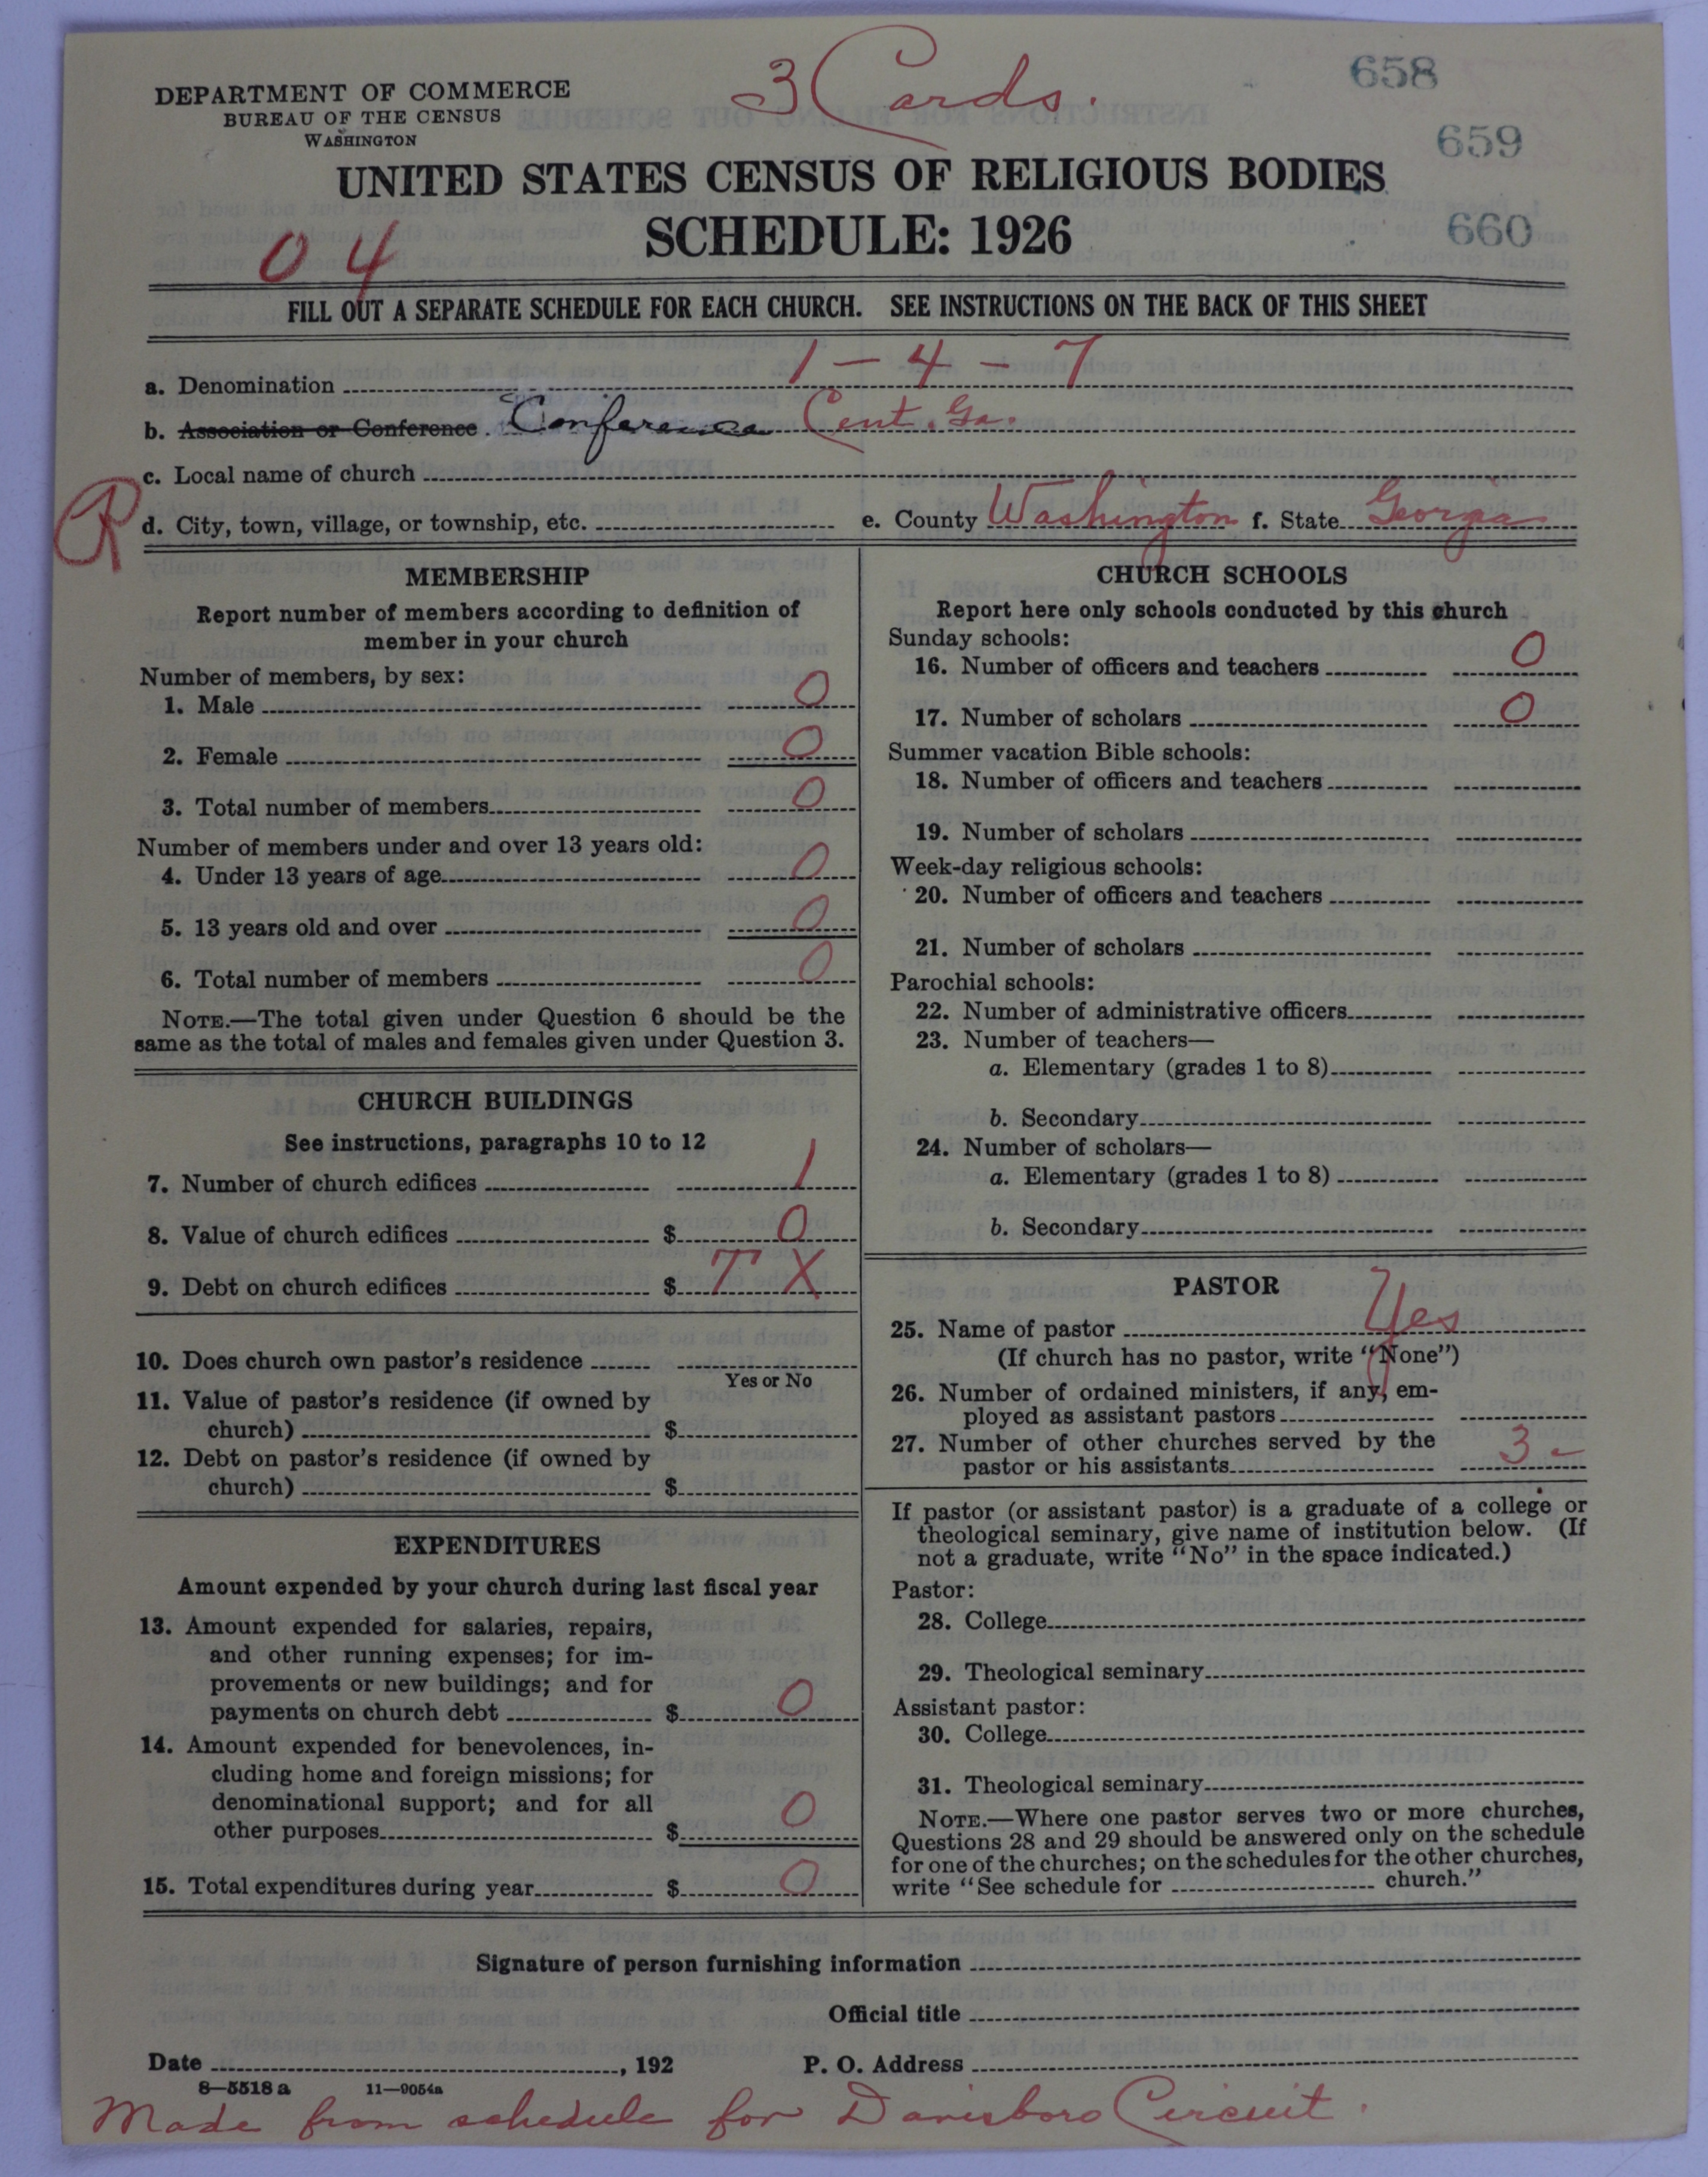 DEPARTMENT OF COMMERCE
BUREAU OF THE CENSUS
WASHINGTON
3 Cards.
658
659
660
UNITED STATES CENSUS OF RELIGIOUS BODIES
SCHEDULE: 1926
0 4
FILL OUT A SEPARATE SCHEDULE FOR EACH CHURCH. SEE INSTRUCTIONS ON THE BACK OF THIS SHEET
a. Denomination 1 - 4 - 7
b. Association or Conference. Conference Cent. Ga.
c. Local name of church
R
d. City, town, village, or township, etc. e. County Washington f. State Georgia
MEMBERSHIP
Report number of members according to definition of
member in your church
Number of members, by sex:
1. Male 0
2. Female 0
3. Total number of members 0
Number of members under and over 13 years old:
4. Under 13 years of age 0
5. 13 years old and over 0
6. Total number of members 0
NOTE.—The total given under Question 6 should be the
same as the total of males and females given under Question 3.
CHURCH BUILDINGS
See instructions, paragraphs 10 to 12
7. Number of church edifices 1
8. Value of church edifices $ 0
9. Debt on church edifices $ T X
10. Does church own pastor's residence
Yes or No
11. Value of pastor's residence (if owned by
church) $
12. Debt on pastor's residence (if owned by
church) $
EXPENDITURES
Amount expended by your church during last fiscal year
13. Amount expended for salaries, repairs,
and other running expenses; for im-
provements or new buildings; and for
payments on church debt $ 0
14. Amount expended for benevolences, in-
cluding home and foreign missions; for
denominational support; and for all
other purposes $ 0
15. Total expenditures during year $ 0
CHURCH SCHOOLS
Report here only schools conducted by this church
Sunday schools:
16. Number of officers and teachers 0
17. Number of scholars 0
Summer vacation Bible schools:
18. Number of officers and teachers
19. Number of scholars
Week-day religious schools:
20. Number of officers and teachers
21. Number of scholars
Parochial schools:
22. Number of administrative officers
23. Number of teachers—
a. Elementary (grades 1 to 8)
b. Secondary
24. Number of scholars—
a. Elementary (grades 1 to 8)
b. Secondary
PASTOR
25. Name of pastor Yes
(If church has no pastor, write "None")
26. Number of ordained ministers, if any, em-
ployed as assistant pastors
27. Number of other churches served by the
pastor or his assistants 3 -
If pastor (or assistant pastor) is a graduate of a college or
theological seminary, give name of institution below. (If
not a graduate, write "No" in the space indicated.)
Pastor:
28. College
29. Theological seminary
Assistant pastor:
30. College
31. Theological seminary
NOTE.—Where one pastor serves two or more churches,
Questions 28 and 29 should be answered only on the schedule
for one of the churches; on the schedules for the other churches,
write "See schedule for church."
Signature of person furnishing information
Official title
Date , 192 P. O. Address
8—5518 a 11—9054a
Made from schedule for Davisboro Circuit.